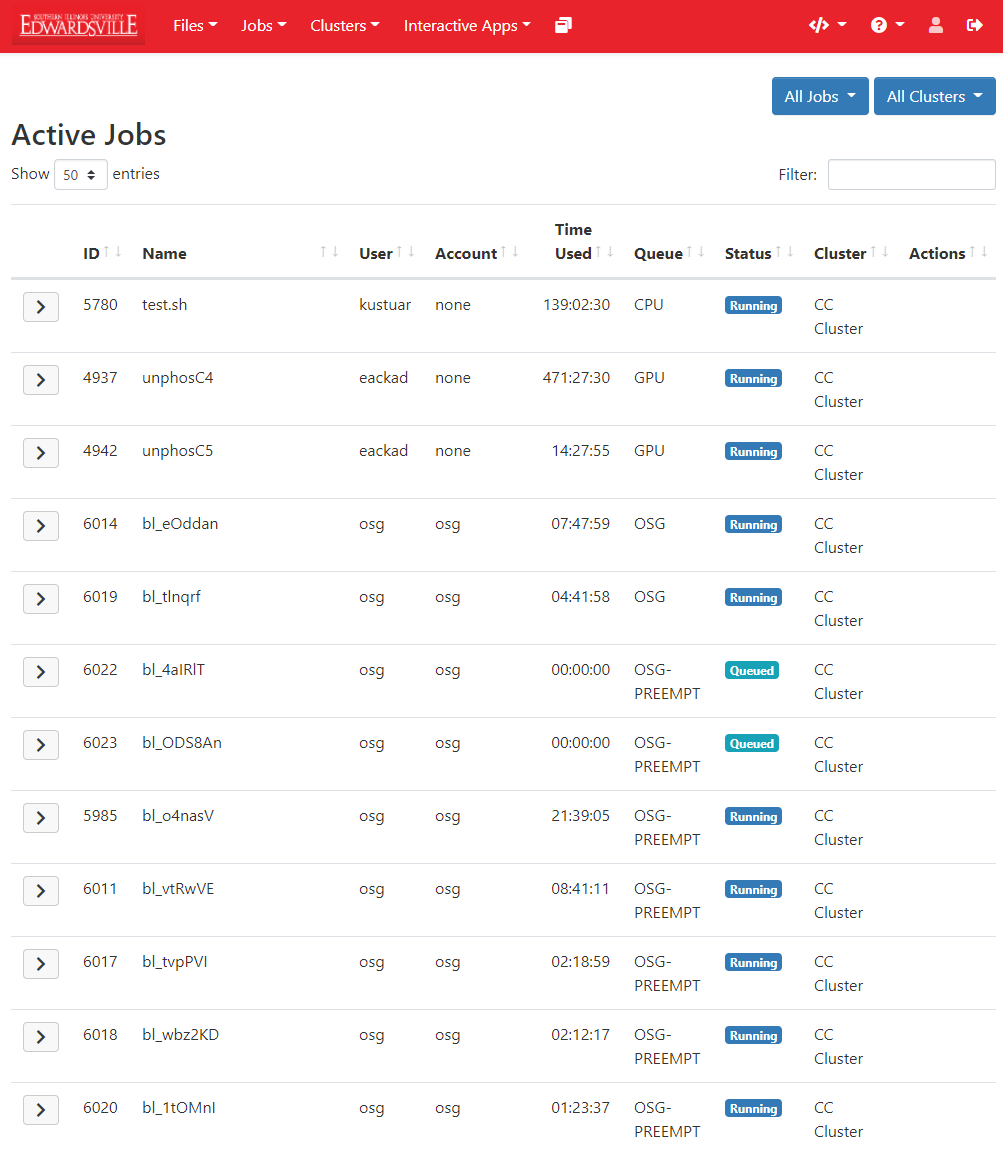 SOUTHERN ILLINOIS UNIVERSITY
EDWARDSVILLE
Files Jobs Clusters Interactive Apps
All Jobs All Clusters
Active Jobs
Show 50 entries Filter:
Time
ID Name User Account Used Queue Status Cluster Actions
5780 test.sh kustuar none 139:02:30 CPU Running CC
Cluster
4937 unphosC4 eackad none 471:27:30 GPU Running CC
Cluster
4942 unphosC5 eackad none 14:27:55 GPU Running CC
Cluster
6014 bl_eOddan osg osg 07:47:59 OSG Running CC
Cluster
6019 bl_tlnqrf osg osg 04:41:58 OSG Running CC
Cluster
6022 bl_4aIRlT osg osg 00:00:00 OSG- Queued CC
PREEMPT Cluster
6023 bl_ODS8An osg osg 00:00:00 OSG- Queued CC
PREEMPT Cluster
5985 bl_o4nasV osg osg 21:39:05 OSG- Running CC
PREEMPT Cluster
6011 bl_vtRwVE osg osg 08:41:11 OSG- Running CC
PREEMPT Cluster
6017 bl_tvpPVI osg osg 02:18:59 OSG- Running CC
PREEMPT Cluster
6018 bl_wbz2KD osg osg 02:12:17 OSG- Running CC
PREEMPT Cluster
6020 bl_1tOMnI osg osg 01:23:37 OSG- Running CC
PREEMPT Cluster